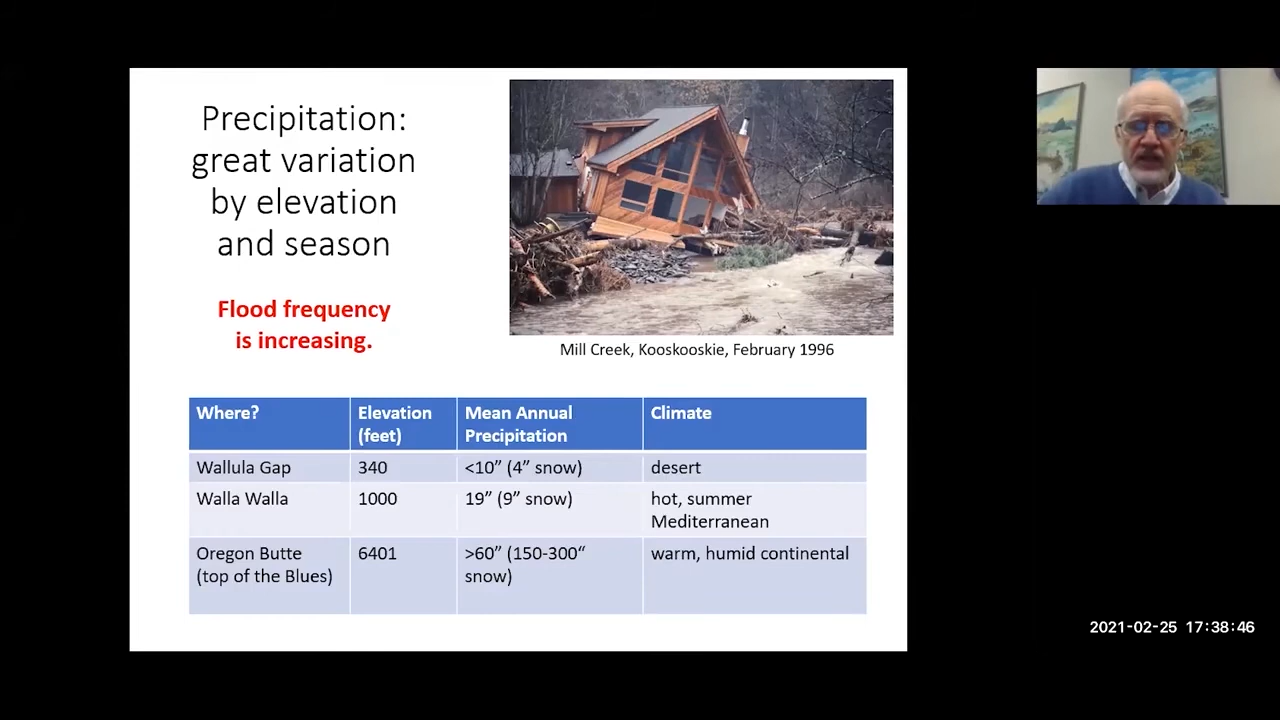 Precipitation:
great variation
by elevation
and season
Flood frequency
is increasing.
Mill Creek, Kooskooskie, February 1996
Where?
Elevation
(feet)
Mean Annual
Precipitation
Climate
Wallula Gap
340
<10” (4” snow)
desert
Walla Walla
1000
19” (9” snow)
hot, summer
Mediterranean
Oregon Butte
(top of the Blues)
6401
>60” (150-300“
snow)
warm, humid continental
2021-02-25 17:38:46